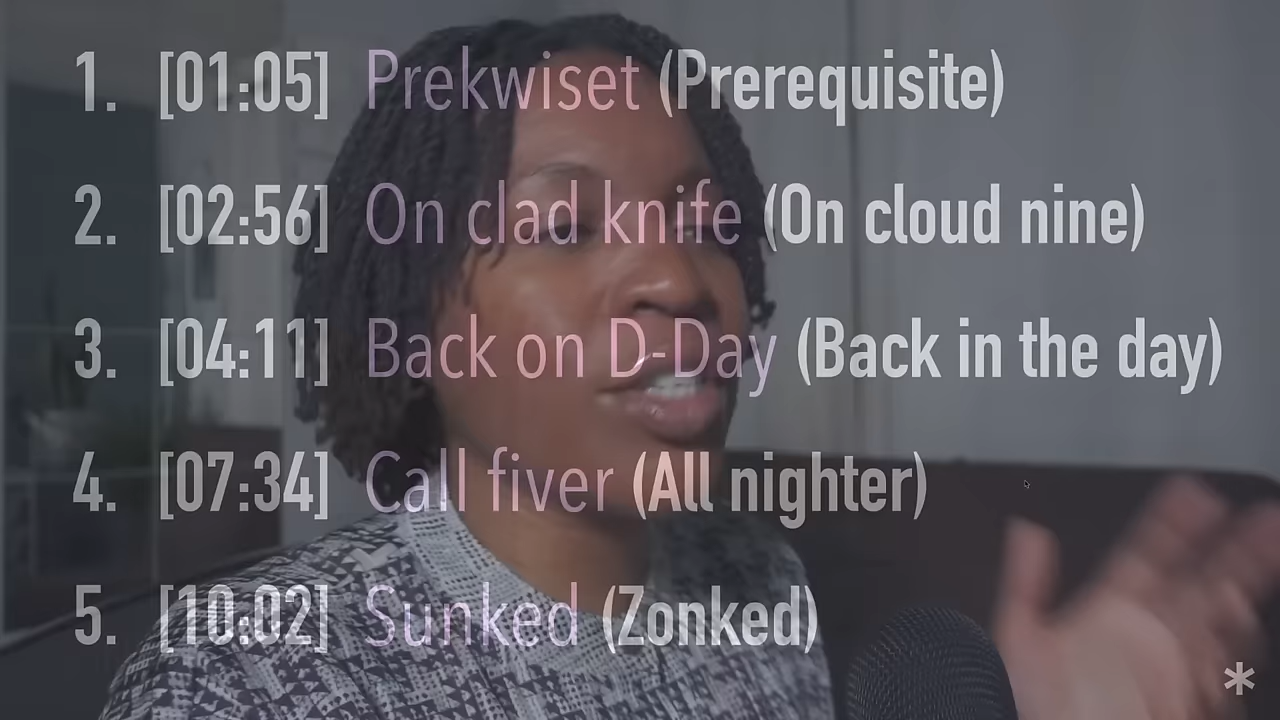 1. [01:05] Prekwiset (Prerequisite)
2. [02:56] On clad knife (On cloud nine)
3. [04:11] Back on D-Day (Back in the day)
4. [07:34] Call fiver (All nighter)
5. [10:02] Sunked (Zonked)
*